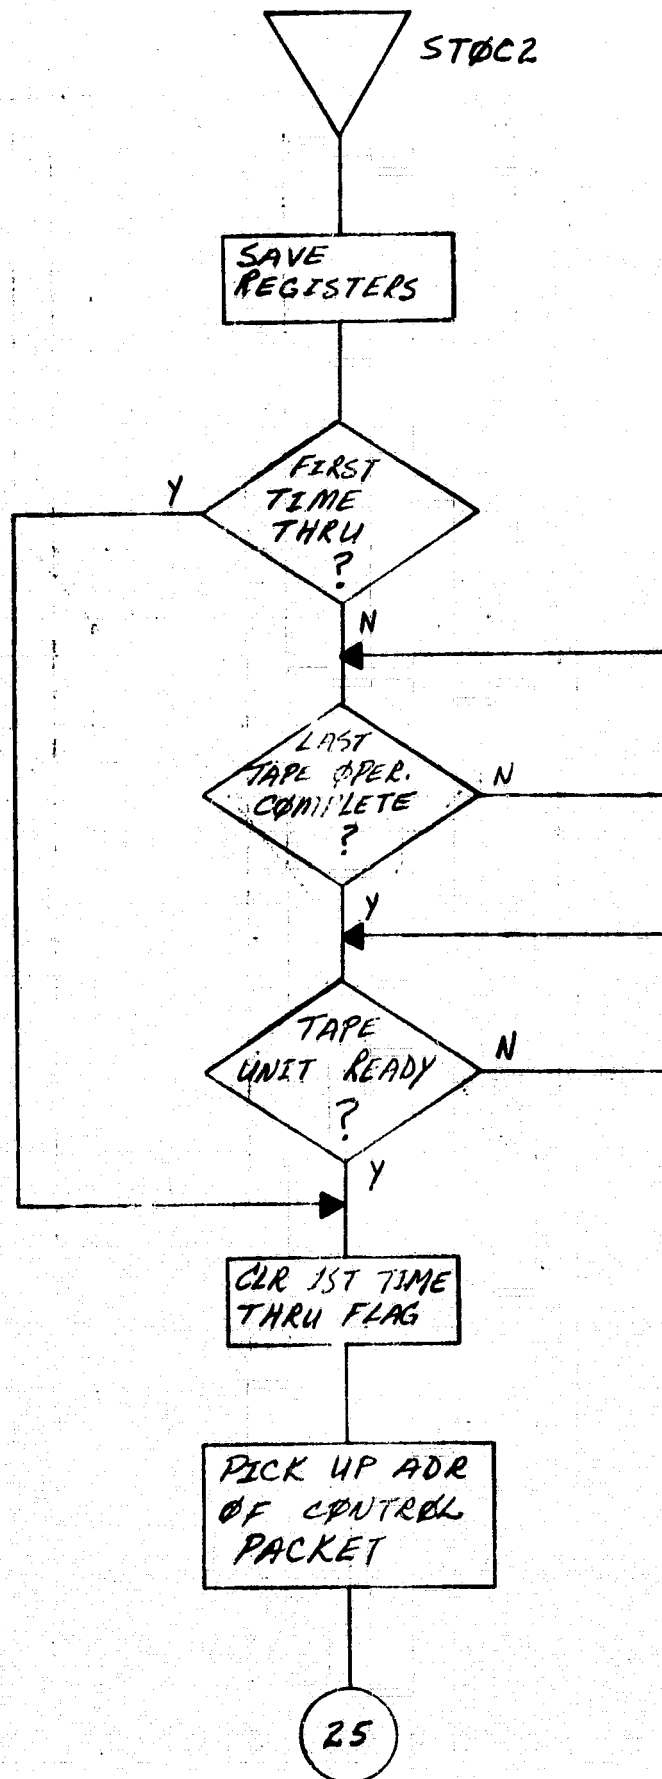 STØC2
SAVE
REGISTERS
FIRST
TIME
THRU
?
Y
N
LAST
TAPE ØPER.
CØMPLETE
?
N
Y
TAPE
UNIT READY
?
N
Y
CLR 1ST TIME
THRU FLAG
PICK UP ADR
ØF CØNTRØL
PACKET
25